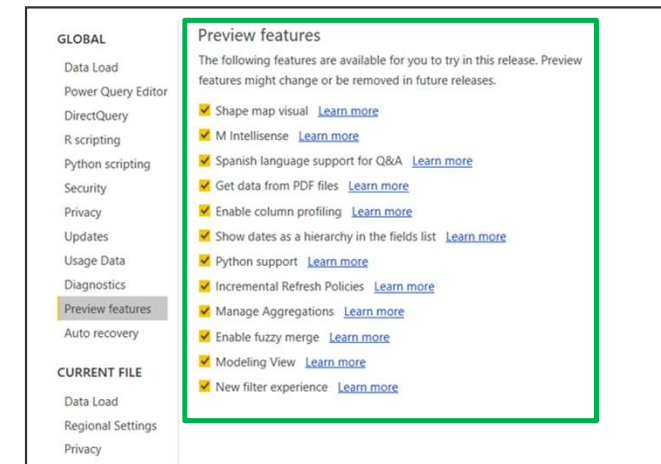 GLOBAL
Data Load
Power Query Editor
DirectQuery
R scripting
Python scripting
Security
Privacy
Updates
Usage Data
Diagnostics
Preview features
Auto recovery
CURRENT FILE
Data Load
Regional Settings
Privacy
Preview features
The following features are available for you to try in this release. Preview
features might change or be removed in future releases.
Shape map visual Learn more
M Intellisense Learn more
Spanish language support for Q&A Learn more
Get data from PDF files Learn more
Enable column profiling Learn more
Show dates as a hierarchy in the fields list Learn more
Python support Learn more
Incremental Refresh Policies Learn more
Manage Aggregations Learn more
Enable fuzzy merge Learn more
Modeling View Learn more
New filter experience Learn more